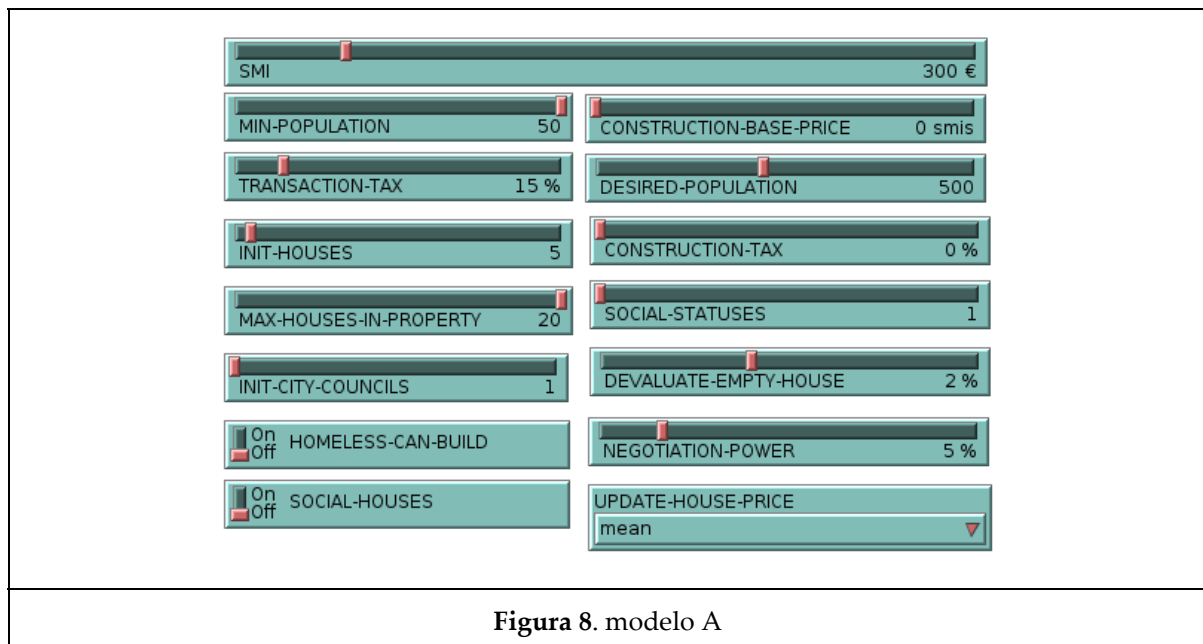 SMI 300 €
MIN-POPULATION 50
CONSTRUCTION-BASE-PRICE 0 smis
TRANSACTION-TAX 15 %
DESIRED-POPULATION 500
INIT-HOUSES 5
CONSTRUCTION-TAX 0 %
MAX-HOUSES-IN-PROPERTY 20
SOCIAL-STATUSES 1
INIT-CITY-COUNCILS 1
DEVALUATE-EMPTY-HOUSE 2 %
On
Off HOMELESS-CAN-BUILD
NEGOTIATION-POWER 5 %
On
Off SOCIAL-HOUSES
UPDATE-HOUSE-PRICE
mean
Figura 8. modelo A